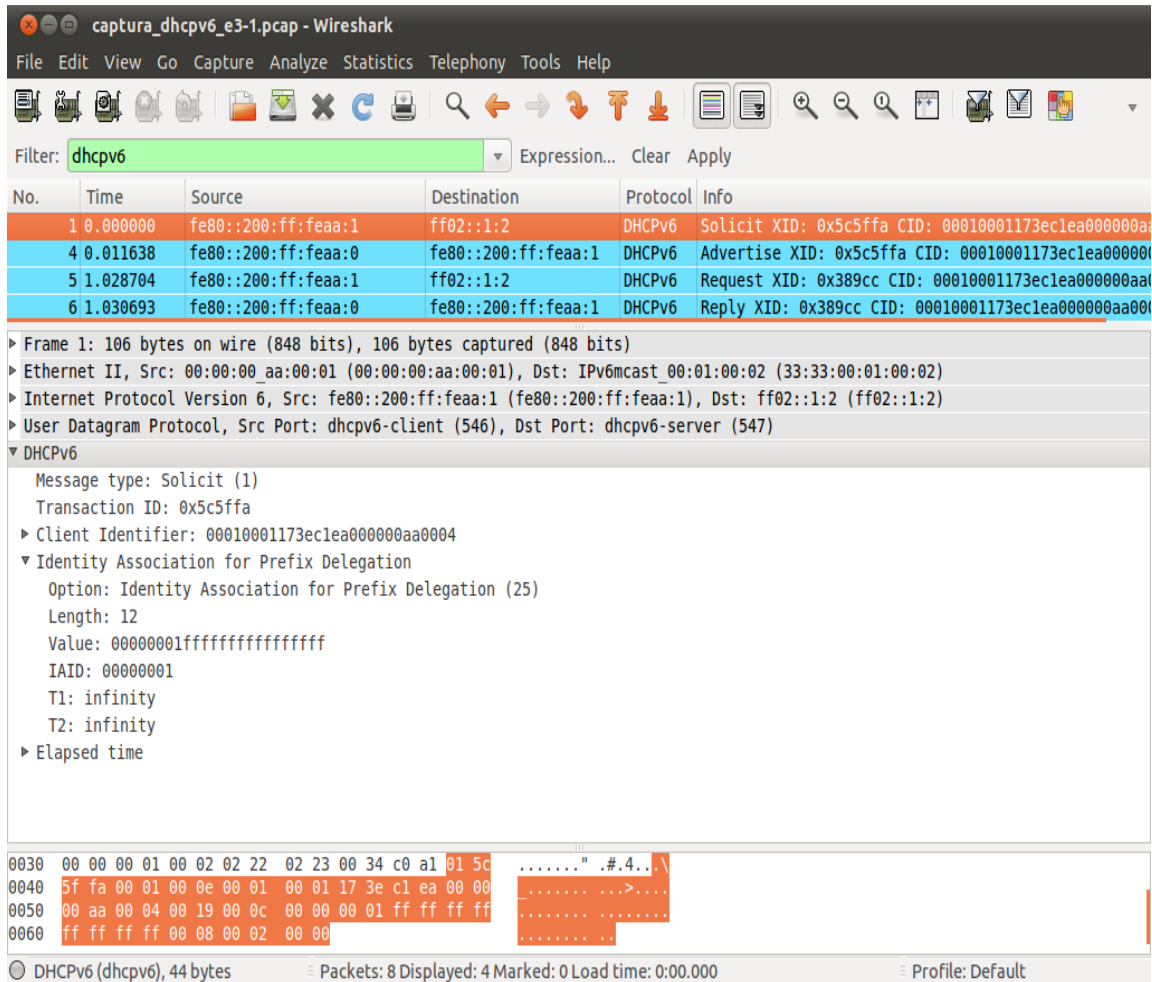 captura_dhcpv6_e3-1.pcap - Wireshark
File Edit View Go Capture Analyze Statistics Telephony Tools Help
Filter: dhcpv6 Expression... Clear Apply
No. Time Source Destination Protocol Info
1 0.000000 fe80::200:ff:feaa:1 ff02::1:2 DHCPv6 Solicit XID: 0x5c5ffa CID: 00010001173ec1ea000000aa
4 0.011638 fe80::200:ff:feaa:0 fe80::200:ff:feaa:1 DHCPv6 Advertise XID: 0x5c5ffa CID: 00010001173ec1ea000000
5 1.028704 fe80::200:ff:feaa:1 ff02::1:2 DHCPv6 Request XID: 0x389cc CID: 00010001173ec1ea000000aa0
6 1.030693 fe80::200:ff:feaa:0 fe80::200:ff:feaa:1 DHCPv6 Reply XID: 0x389cc CID: 00010001173ec1ea000000aa000
Frame 1: 106 bytes on wire (848 bits), 106 bytes captured (848 bits)
Ethernet II, Src: 00:00:00_aa:00:01 (00:00:00:aa:00:01), Dst: IPv6mcast_00:01:00:02 (33:33:00:01:00:02)
Internet Protocol Version 6, Src: fe80::200:ff:feaa:1 (fe80::200:ff:feaa:1), Dst: ff02::1:2 (ff02::1:2)
User Datagram Protocol, Src Port: dhcpv6-client (546), Dst Port: dhcpv6-server (547)
DHCPv6
Message type: Solicit (1)
Transaction ID: 0x5c5ffa
Client Identifier: 00010001173ec1ea000000aa0004
Identity Association for Prefix Delegation
Option: Identity Association for Prefix Delegation (25)
Length: 12
Value: 00000001ffffffffffffffff
IAID: 00000001
T1: infinity
T2: infinity
Elapsed time
0030 00 00 00 01 00 02 02 22 02 23 00 34 c0 a1 01 5c ......." .#.4...\
0040 5f fa 00 01 00 0e 00 01 00 01 17 3e c1 ea 00 00 _....... ...>....
0050 00 aa 00 04 00 19 00 0c 00 00 00 01 ff ff ff ff ........ ........
0060 ff ff ff ff 00 08 00 02 00 00 ........ ..
DHCPv6 (dhcpv6), 44 bytes Packets: 8 Displayed: 4 Marked: 0 Load time: 0:00.000 Profile: Default